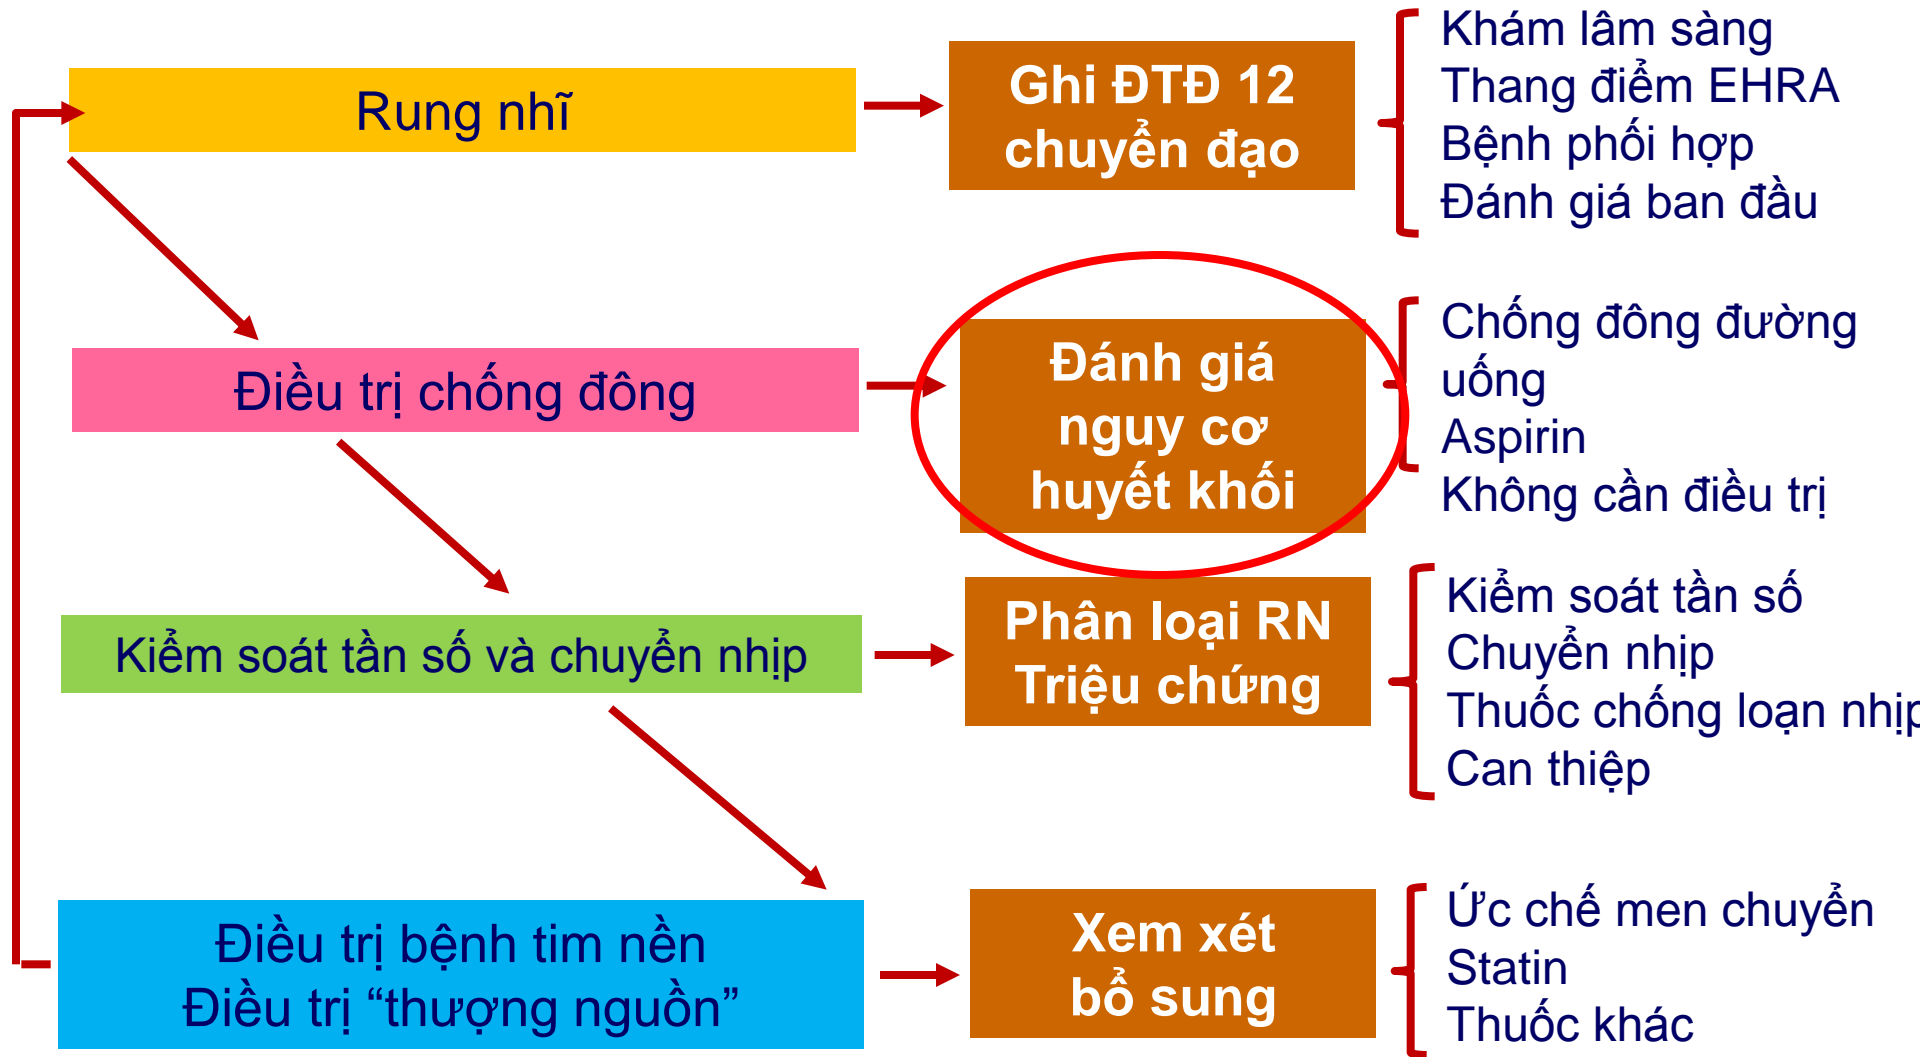 Rung nhĩ
Ghi ĐTĐ 12
chuyển đạo
Khám lâm sàng
Thang điểm EHRA
Bệnh phối hợp
Đánh giá ban đầu
Điều trị chống đông
Đánh giá
nguy cơ
huyết khối
Chống đông đường
uống
Aspirin
Không cần điều trị
Kiểm soát tần số và chuyển nhịp
Phân loại RN
Triệu chứng
Kiểm soát tần số
Chuyển nhịp
Thuốc chống loạn nhịp
Can thiệp
Điều trị bệnh tim nền
Điều trị “thượng nguồn”
Xem xét
bổ sung
Ức chế men chuyển
Statin
Thuốc khác